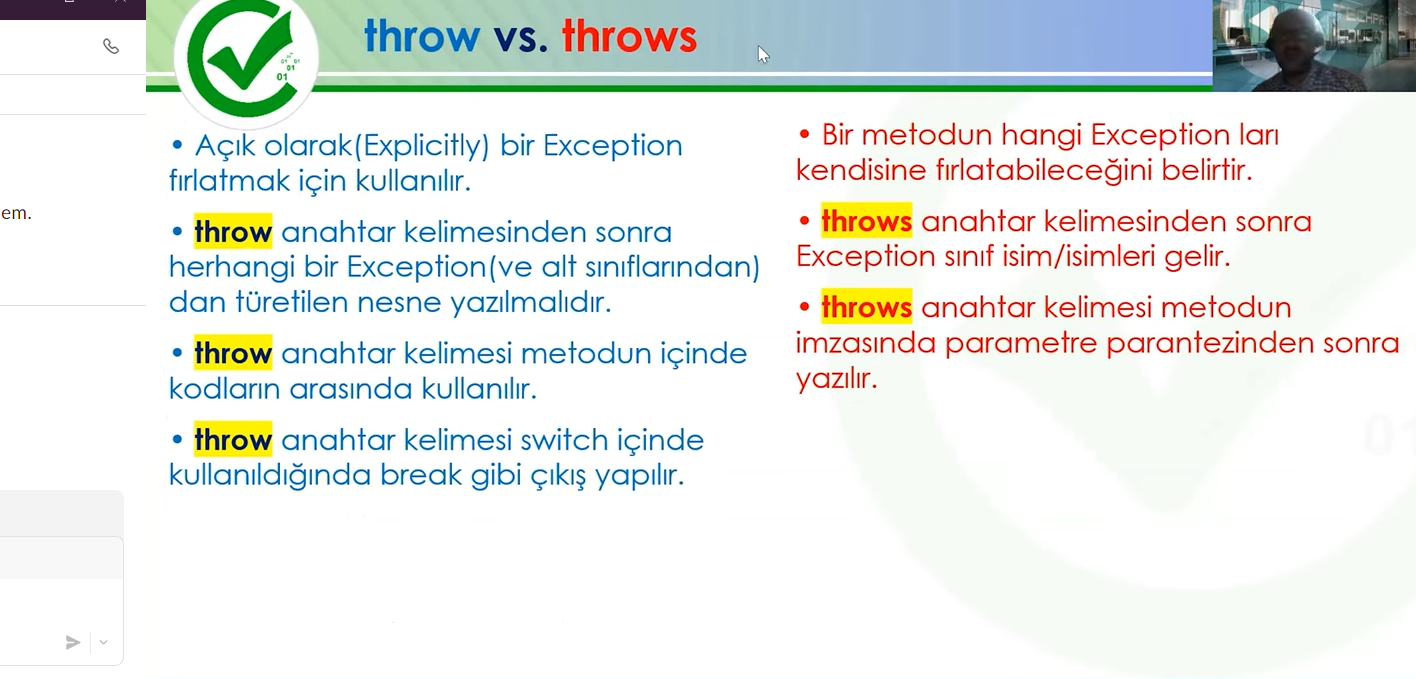 throw vs. throws
em.
• Açık olarak(Explicitly) bir Exception
fırlatmak için kullanılır.
• throw anahtar kelimesinden sonra
herhangi bir Exception(ve alt sınıflarından)
dan türetilen nesne yazılmalıdır.
• throw anahtar kelimesi metodun içinde
kodların arasında kullanılır.
• throw anahtar kelimesi switch içinde
kullanıldığında break gibi çıkış yapılır.
• Bir metodun hangi Exception ları
kendisine fırlatabileceğini belirtir.
• throws anahtar kelimesinden sonra
Exception sınıf isim/isimleri gelir.
• throws anahtar kelimesi metodun
imzasında parametre parantezinden sonra
yazılır.
01
01
01